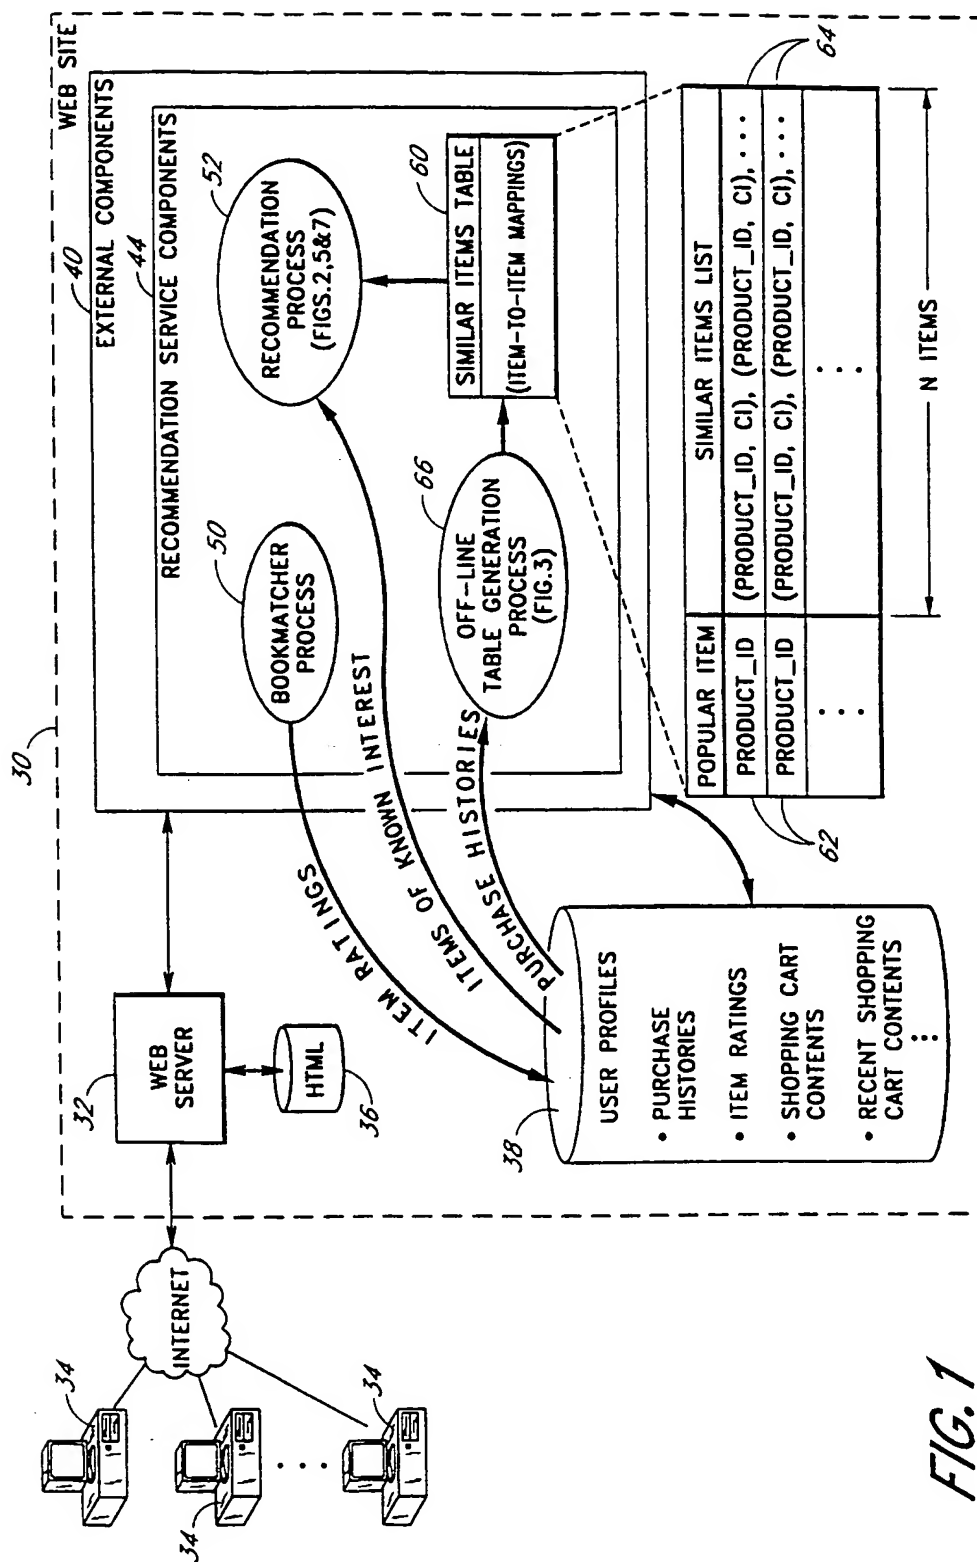 30
WEB SITE
40
EXTERNAL COMPONENTS
44
RECOMMENDATION SERVICE COMPONENTS
34
34
34
INTERNET
32
WEB
SERVER
HTML
36
50
BOOKMATCHER
PROCESS
52
RECOMMENDATION
PROCESS
(FIGS.2,5&7)
ITEM RATINGS
ITEMS OF KNOWN INTEREST
PURCHASE HISTORIES
66
OFF-LINE
TABLE GENERATION
PROCESS
(FIG.3)
60
SIMILAR ITEMS TABLE
(ITEM-TO-ITEM MAPPINGS)
38
USER PROFILES
• PURCHASE
HISTORIES
• ITEM RATINGS
• SHOPPING CART
CONTENTS
• RECENT SHOPPING
CART CONTENTS
POPULAR ITEM
SIMILAR ITEMS LIST
PRODUCT_ID
(PRODUCT_ID, CI), (PRODUCT_ID, CI), . . .
PRODUCT_ID
(PRODUCT_ID, CI), (PRODUCT_ID, CI), . . .
62
64
N ITEMS
FIG. 1